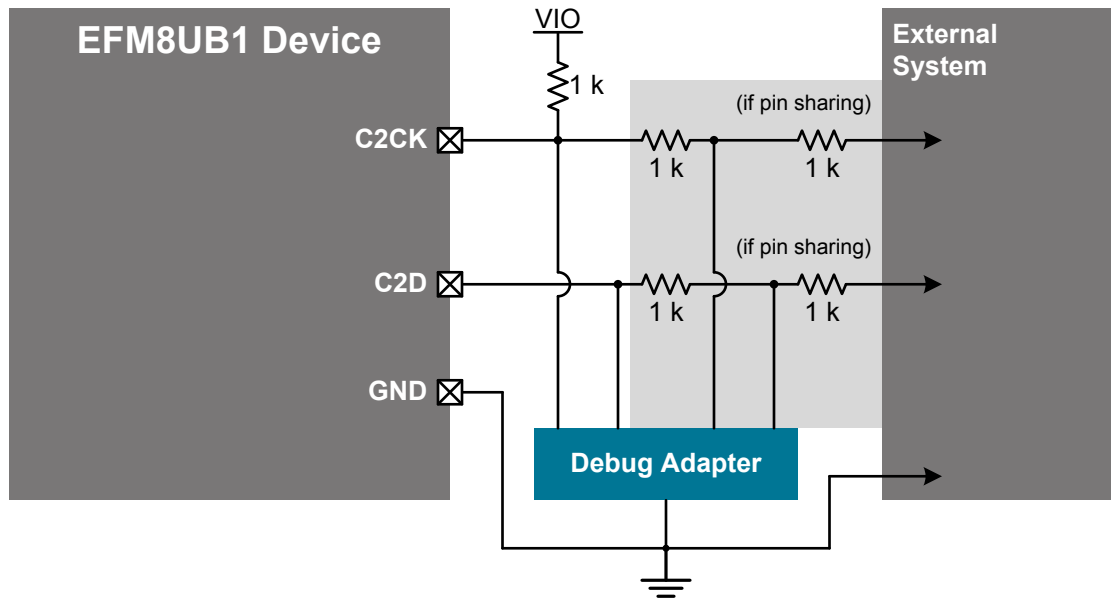 EFM8UB1 Device
VIO
External
System
1 k
(if pin sharing)
C2CK
1 k
1 k
(if pin sharing)
C2D
1 k
1 k
GND
Debug Adapter